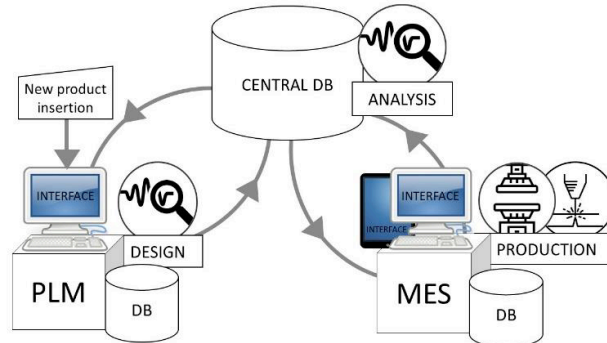 CENTRAL DB
ANALYSIS
New product
insertion
INTERFACE
DESIGN
PLM
DB
INTERFACE
INTERFACE
PRODUCTION
MES
DB